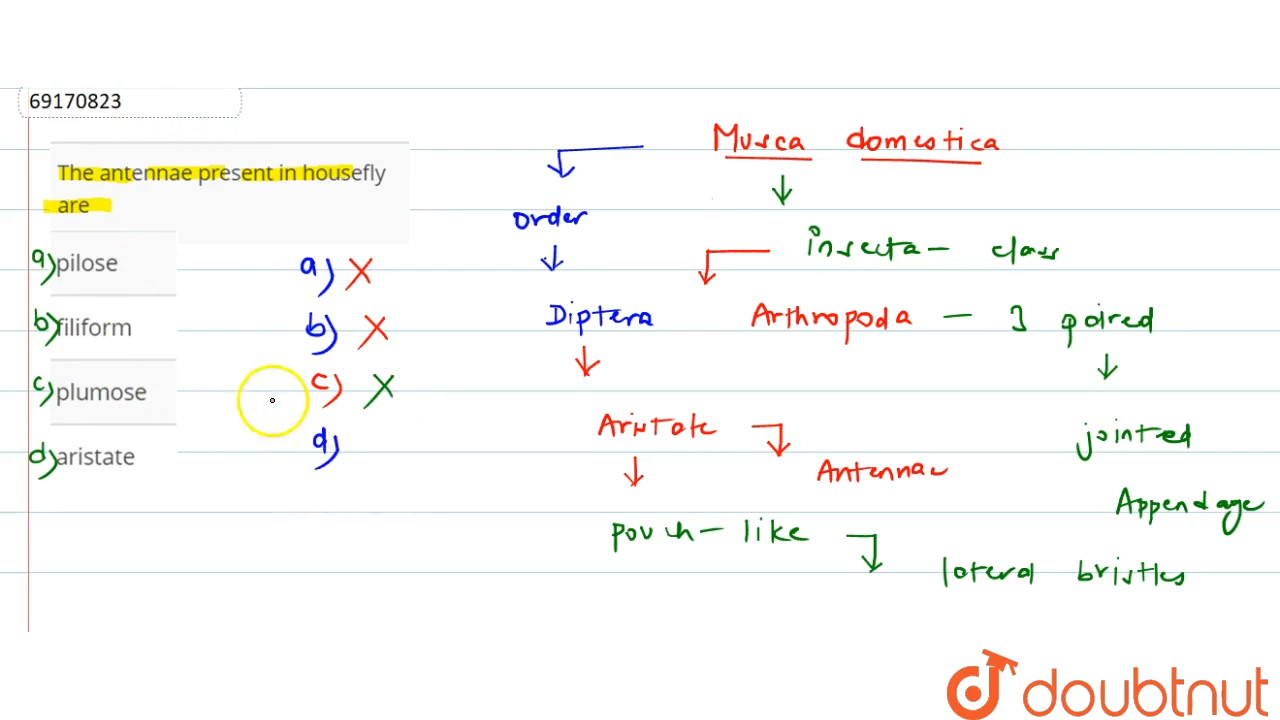 69170823
The antennae present in housefly
are
a) pilose
b) filiform
c) plumose
d) aristate
a) X
b) X
c) X
d)
Musca domestica
Order
insecta - class
Diptera
Arthropoda - 3 paired
Aristate
Antennae
jointed
Appendage
pouch - like
lateral bristles
doubtnut